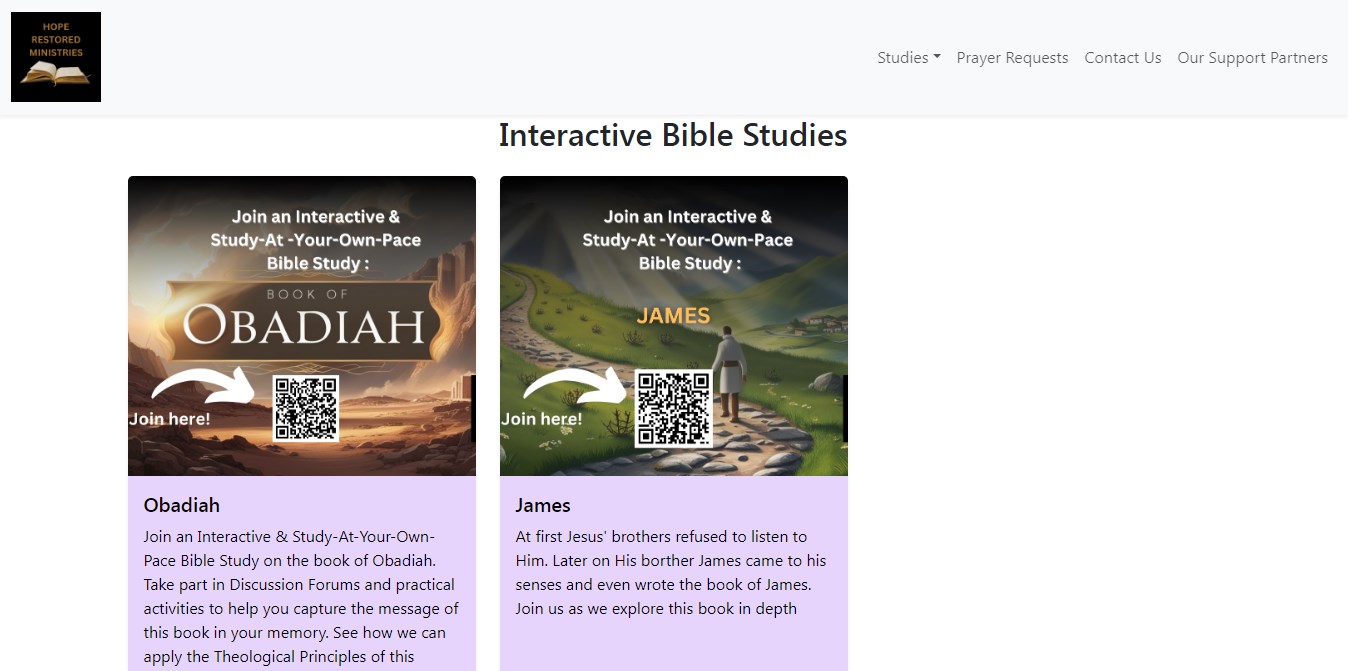 HOPE
RESTORED
MINISTRIES
Studies
Prayer Requests
Contact Us
Our Support Partners
Interactive Bible Studies
Join an Interactive &
Study-At -Your-Own-Pace
Bible Study :
BOOK OF
OBADIAH
Join here!
Obadiah
Join an Interactive & Study-At-Your-Own-
Pace Bible Study on the book of Obadiah.
Take part in Discussion Forums and practical
activities to help you capture the message of
this book in your memory. See how we can
apply the Theological Principles of this
Join an Interactive &
Study-At -Your-Own-Pace
Bible Study :
JAMES
Join here!
James
At first Jesus' brothers refused to listen to
Him. Later on His borther James came to his
senses and even wrote the book of James.
Join us as we explore this book in depth